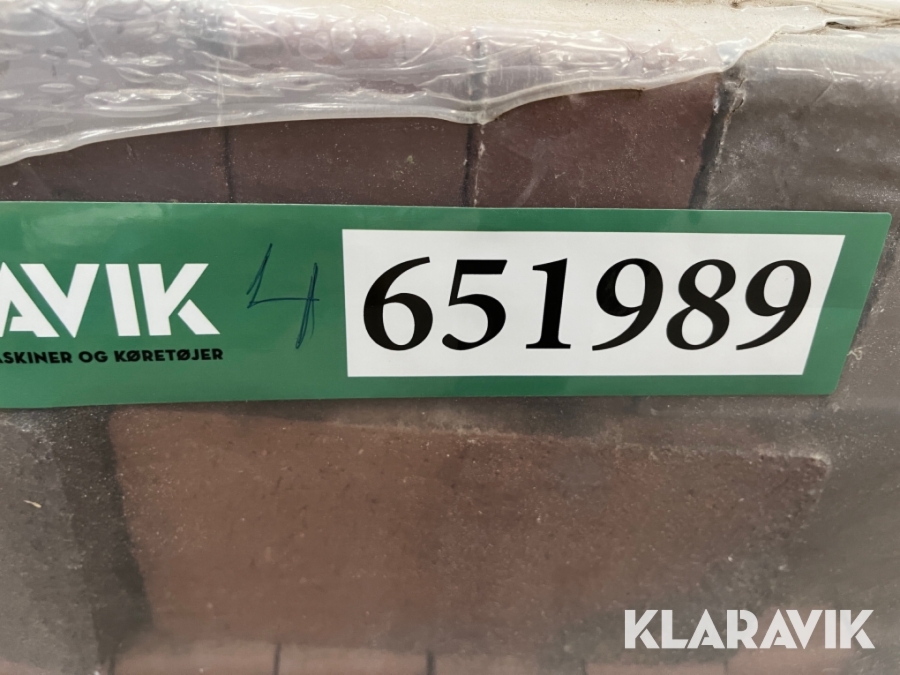 AVIK 4 651989
ASKINER OG KØRETØJER
KLARAVIK